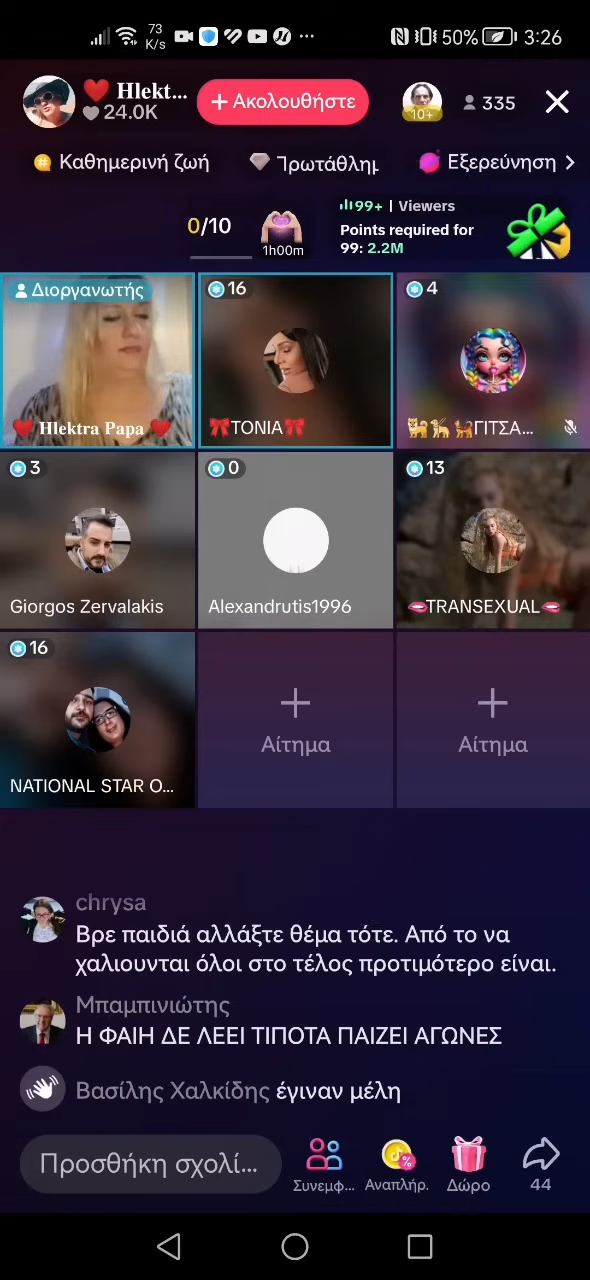 73
K/s
50%
3:26
❤️ Hlekt...
24.0K
+ Ακολουθήστε
10+
335
Καθημερινή ζωή
Εξερεύνηση
0/10
1h00m
99+ | Viewers
Points required for
99: 2.2M
Διοργανωτής
❤️ Hlektra Papa ❤️
16
🎀TONIA🎀
4
🐕🐕‍🦺🐈ΓΙΤΣΑ...
3
Giorgos Zervalakis
0
Alexandrutis1996
13
🫦TRANSEXUAL🫦
16
NATIONAL STAR O...
Αίτημα
Αίτημα
chrysa
Βρε παιδιά αλλάξτε θέμα τότε. Από το να
χαλιουνται όλοι στο τέλος προτιμότερο είναι.
Μπαμπινιώτης
Η ΦΑΙΗ ΔΕ ΛΕΕΙ ΤΙΠΟΤΑ ΠΑΙΖΕΙ ΑΓΩΝΕΣ
Βασίλης Χαλκίδης έγιναν μέλη
Προσθήκη σχολί...
Συνεμφ...
Αναπλήρ.
Δώρο
44